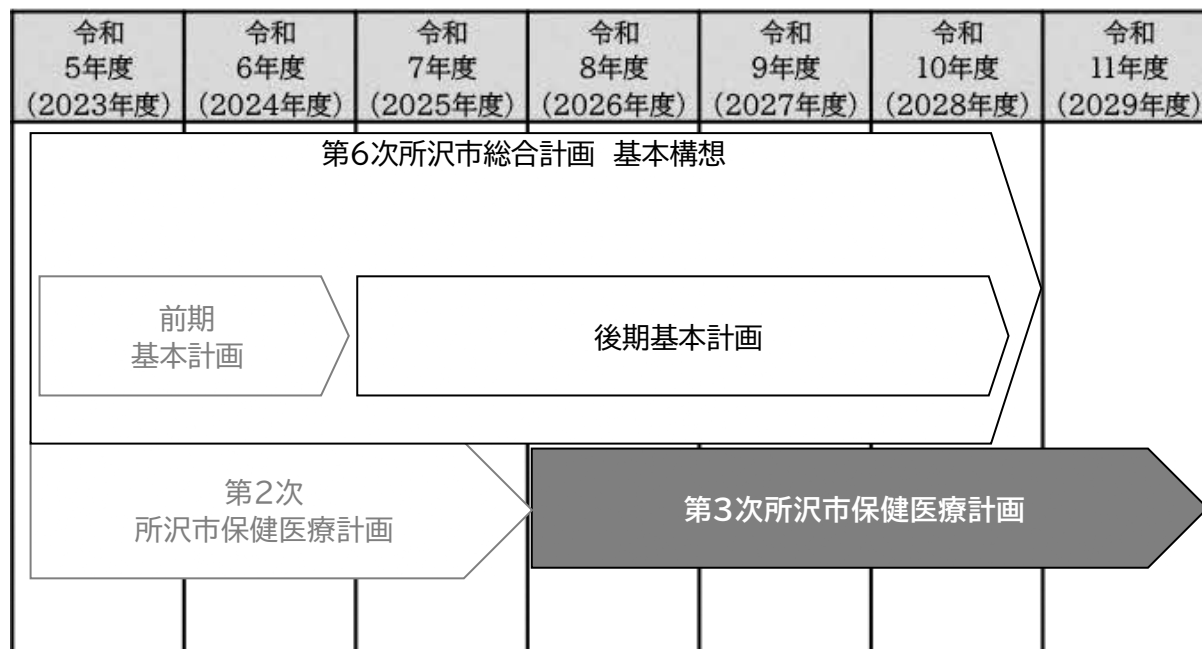 令和
5年度
(2023年度)
令和
6年度
(2024年度)
令和
7年度
(2025年度)
令和
8年度
(2026年度)
令和
9年度
(2027年度)
令和
10年度
(2028年度)
令和
11年度
(2029年度)
第6次所沢市総合計画 基本構想
前期
基本計画
後期基本計画
第2次
所沢市保健医療計画
第3次所沢市保健医療計画